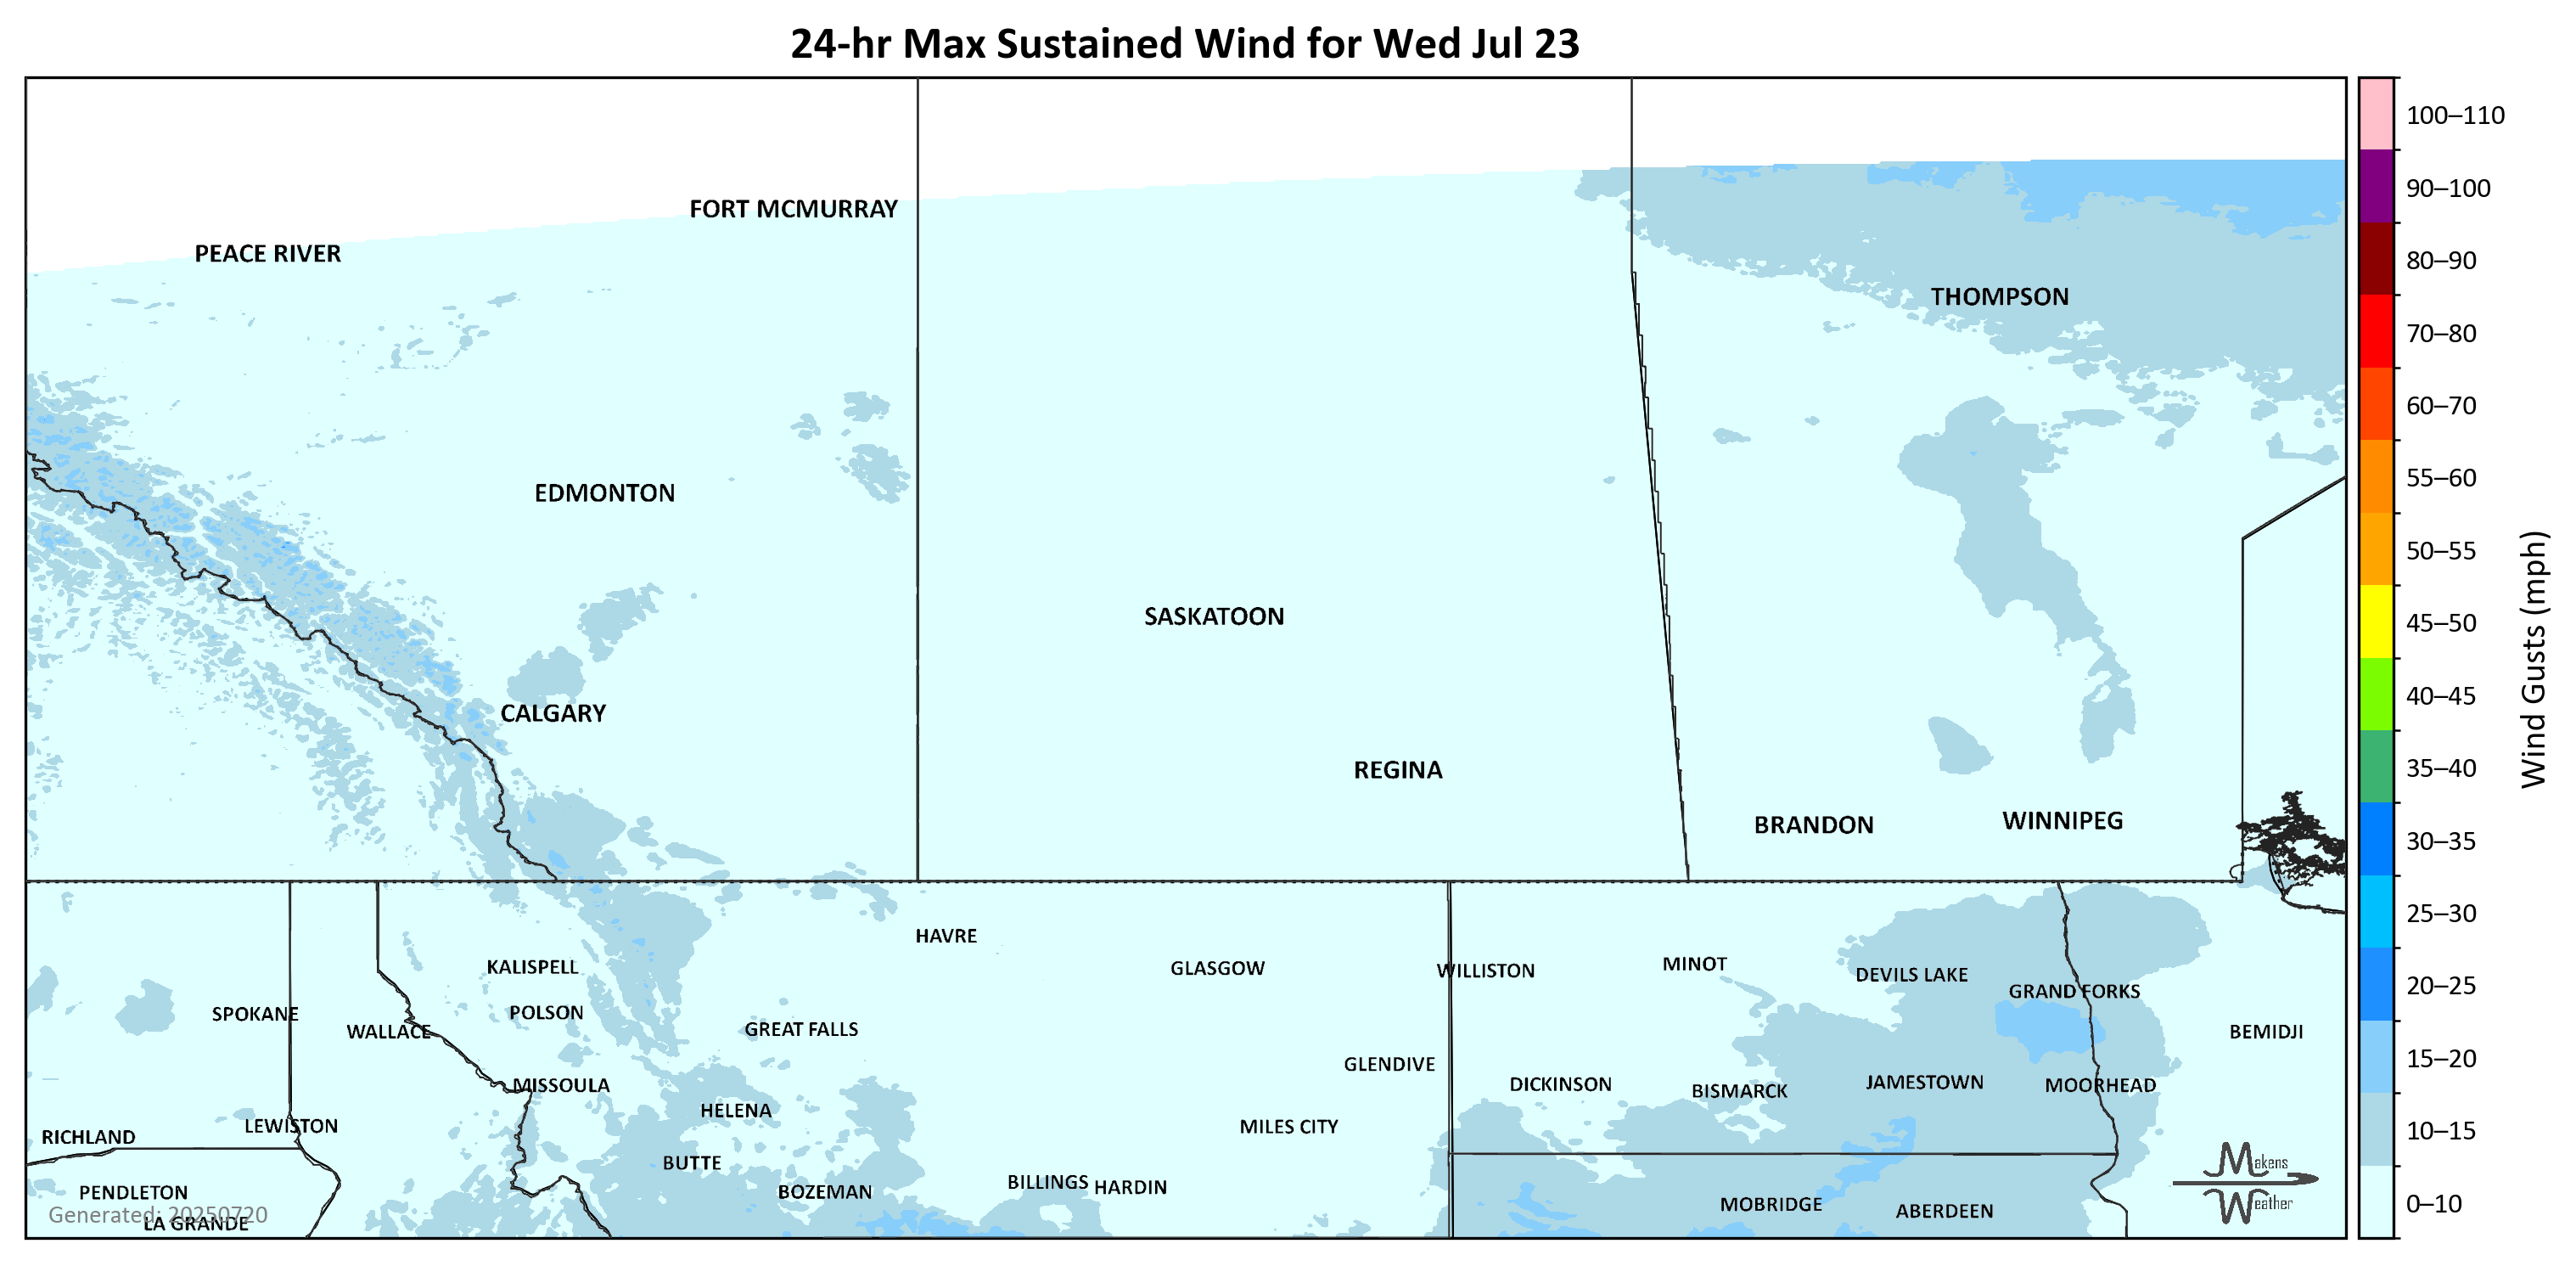 24-hr Max Sustained Wind for Wed Jul 23
FORT MCMURRAY
PEACE RIVER
THOMPSON
EDMONTON
SASKATOON
CALGARY
REGINA
BRANDON
WINNIPEG
HAVRE
KALISPELL
GLASGOW
WILLISTON
MINOT
DEVILS LAKE
GRAND FORKS
SPOKANE
POLSON
WALLACE
GREAT FALLS
BEMIDJI
GLENDIVE
MISSOULA
DICKINSON
BISMARCK
JAMESTOWN
MOORHEAD
HELENA
LEWISTON
MILES CITY
RICHLAND
BUTTE
PENDLETON
BOZEMAN
BILLINGS
HARDIN
MOBRIDGE
ABERDEEN
Generated: 20250720
LA GRANDE
Makens
Weather
100–110
90–100
80–90
70–80
60–70
55–60
50–55
45–50
40–45
35–40
30–35
25–30
20–25
15–20
10–15
0–10
Wind Gusts (mph)